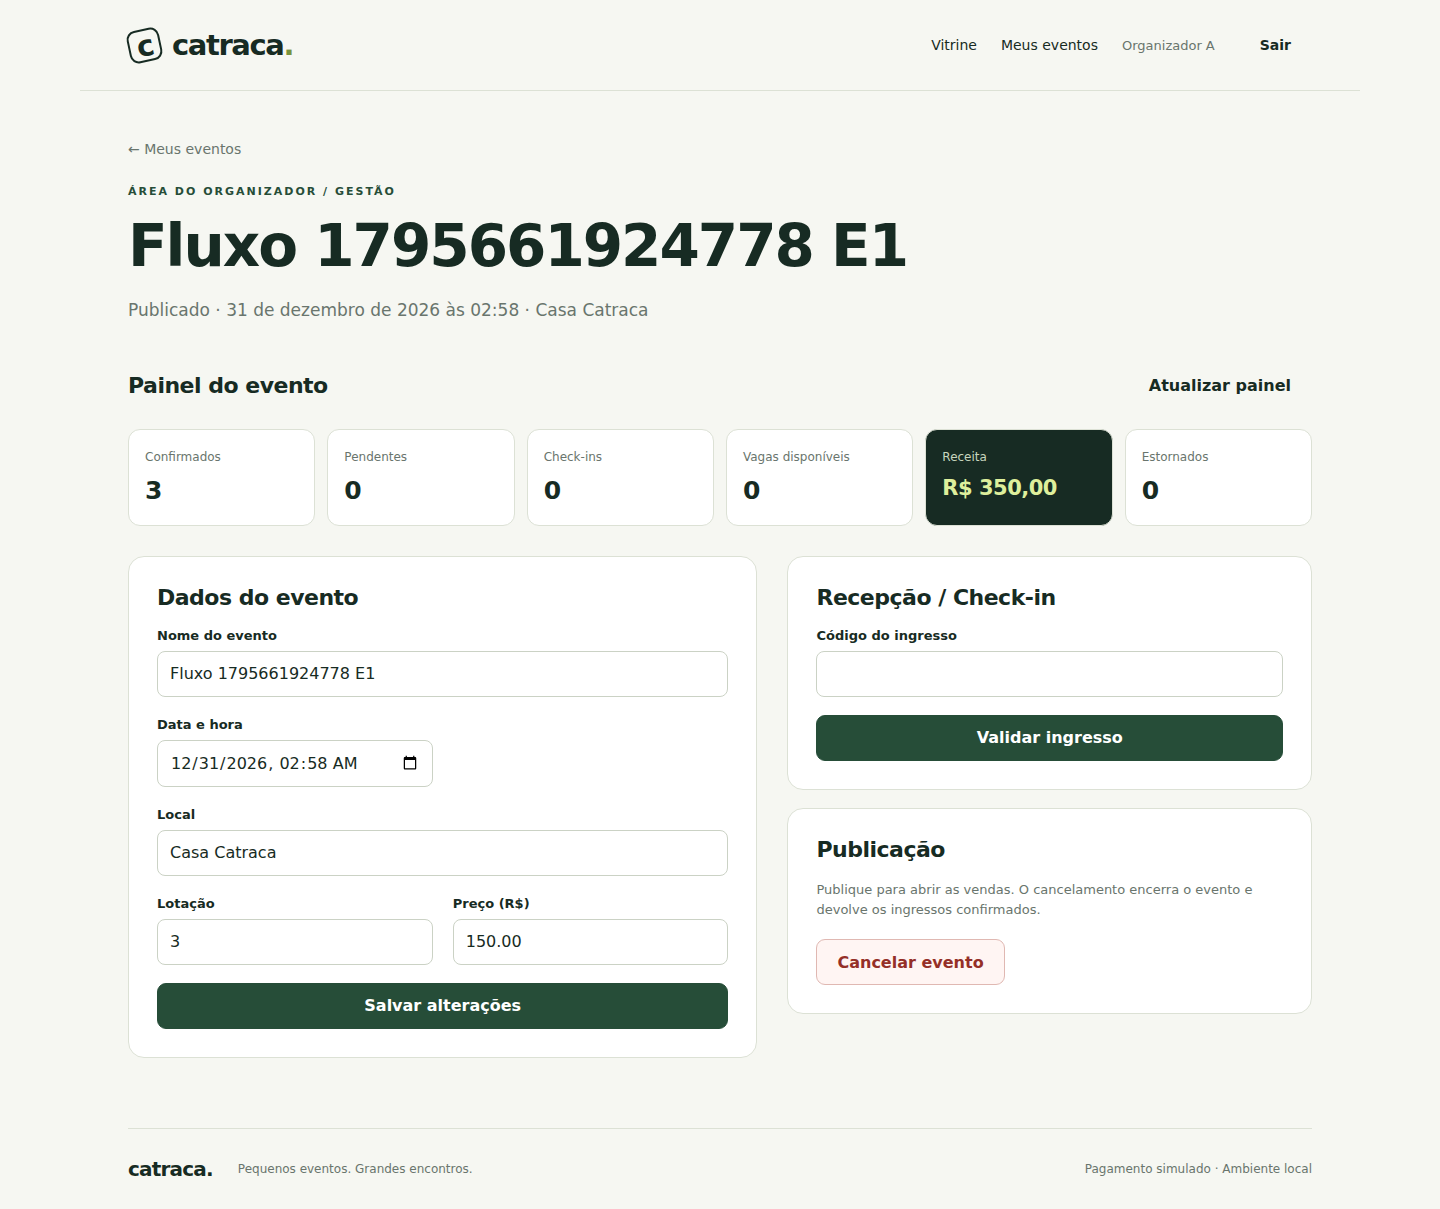 c catraca.
Vitrine Meus eventos Organizador A Sair
← Meus eventos
ÁREA DO ORGANIZADOR / GESTÃO
Fluxo 1795661924778 E1
Publicado · 31 de dezembro de 2026 às 02:58 · Casa Catraca
Painel do evento
Atualizar painel
Confirmados
3
Pendentes
0
Check-ins
0
Vagas disponíveis
0
Receita
R$ 350,00
Estornados
0
Dados do evento
Nome do evento
Fluxo 1795661924778 E1
Data e hora
12/31/2026, 02:58 AM
Local
Casa Catraca
Lotação
3
Preço (R$)
150.00
Salvar alterações
Recepção / Check-in
Código do ingresso
Validar ingresso
Publicação
Publique para abrir as vendas. O cancelamento encerra o evento e
devolve os ingressos confirmados.
Cancelar evento
catraca.
Pequenos eventos. Grandes encontros.
Pagamento simulado · Ambiente local